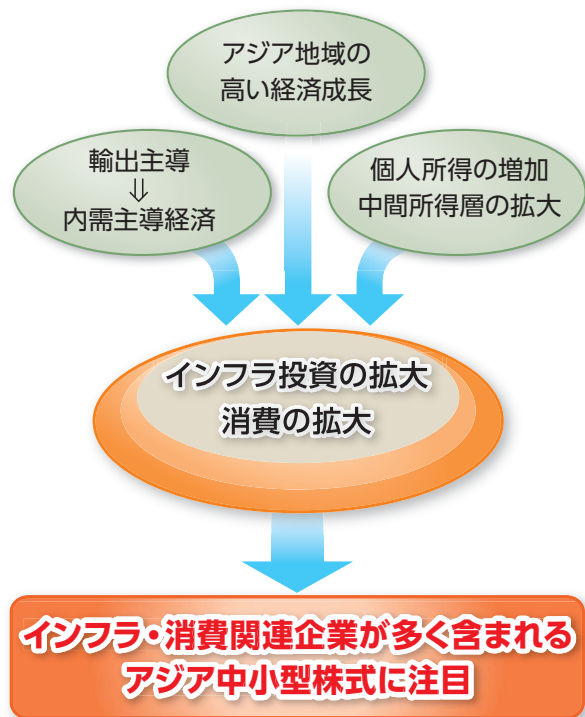 アジア地域の
高い経済成長
輸出主導
⇓
内需主導経済
個人所得の増加
中間所得層の拡大
インフラ投資の拡大
消費の拡大
インフラ・消費関連企業が多く含まれる
アジア中小型株式に注目